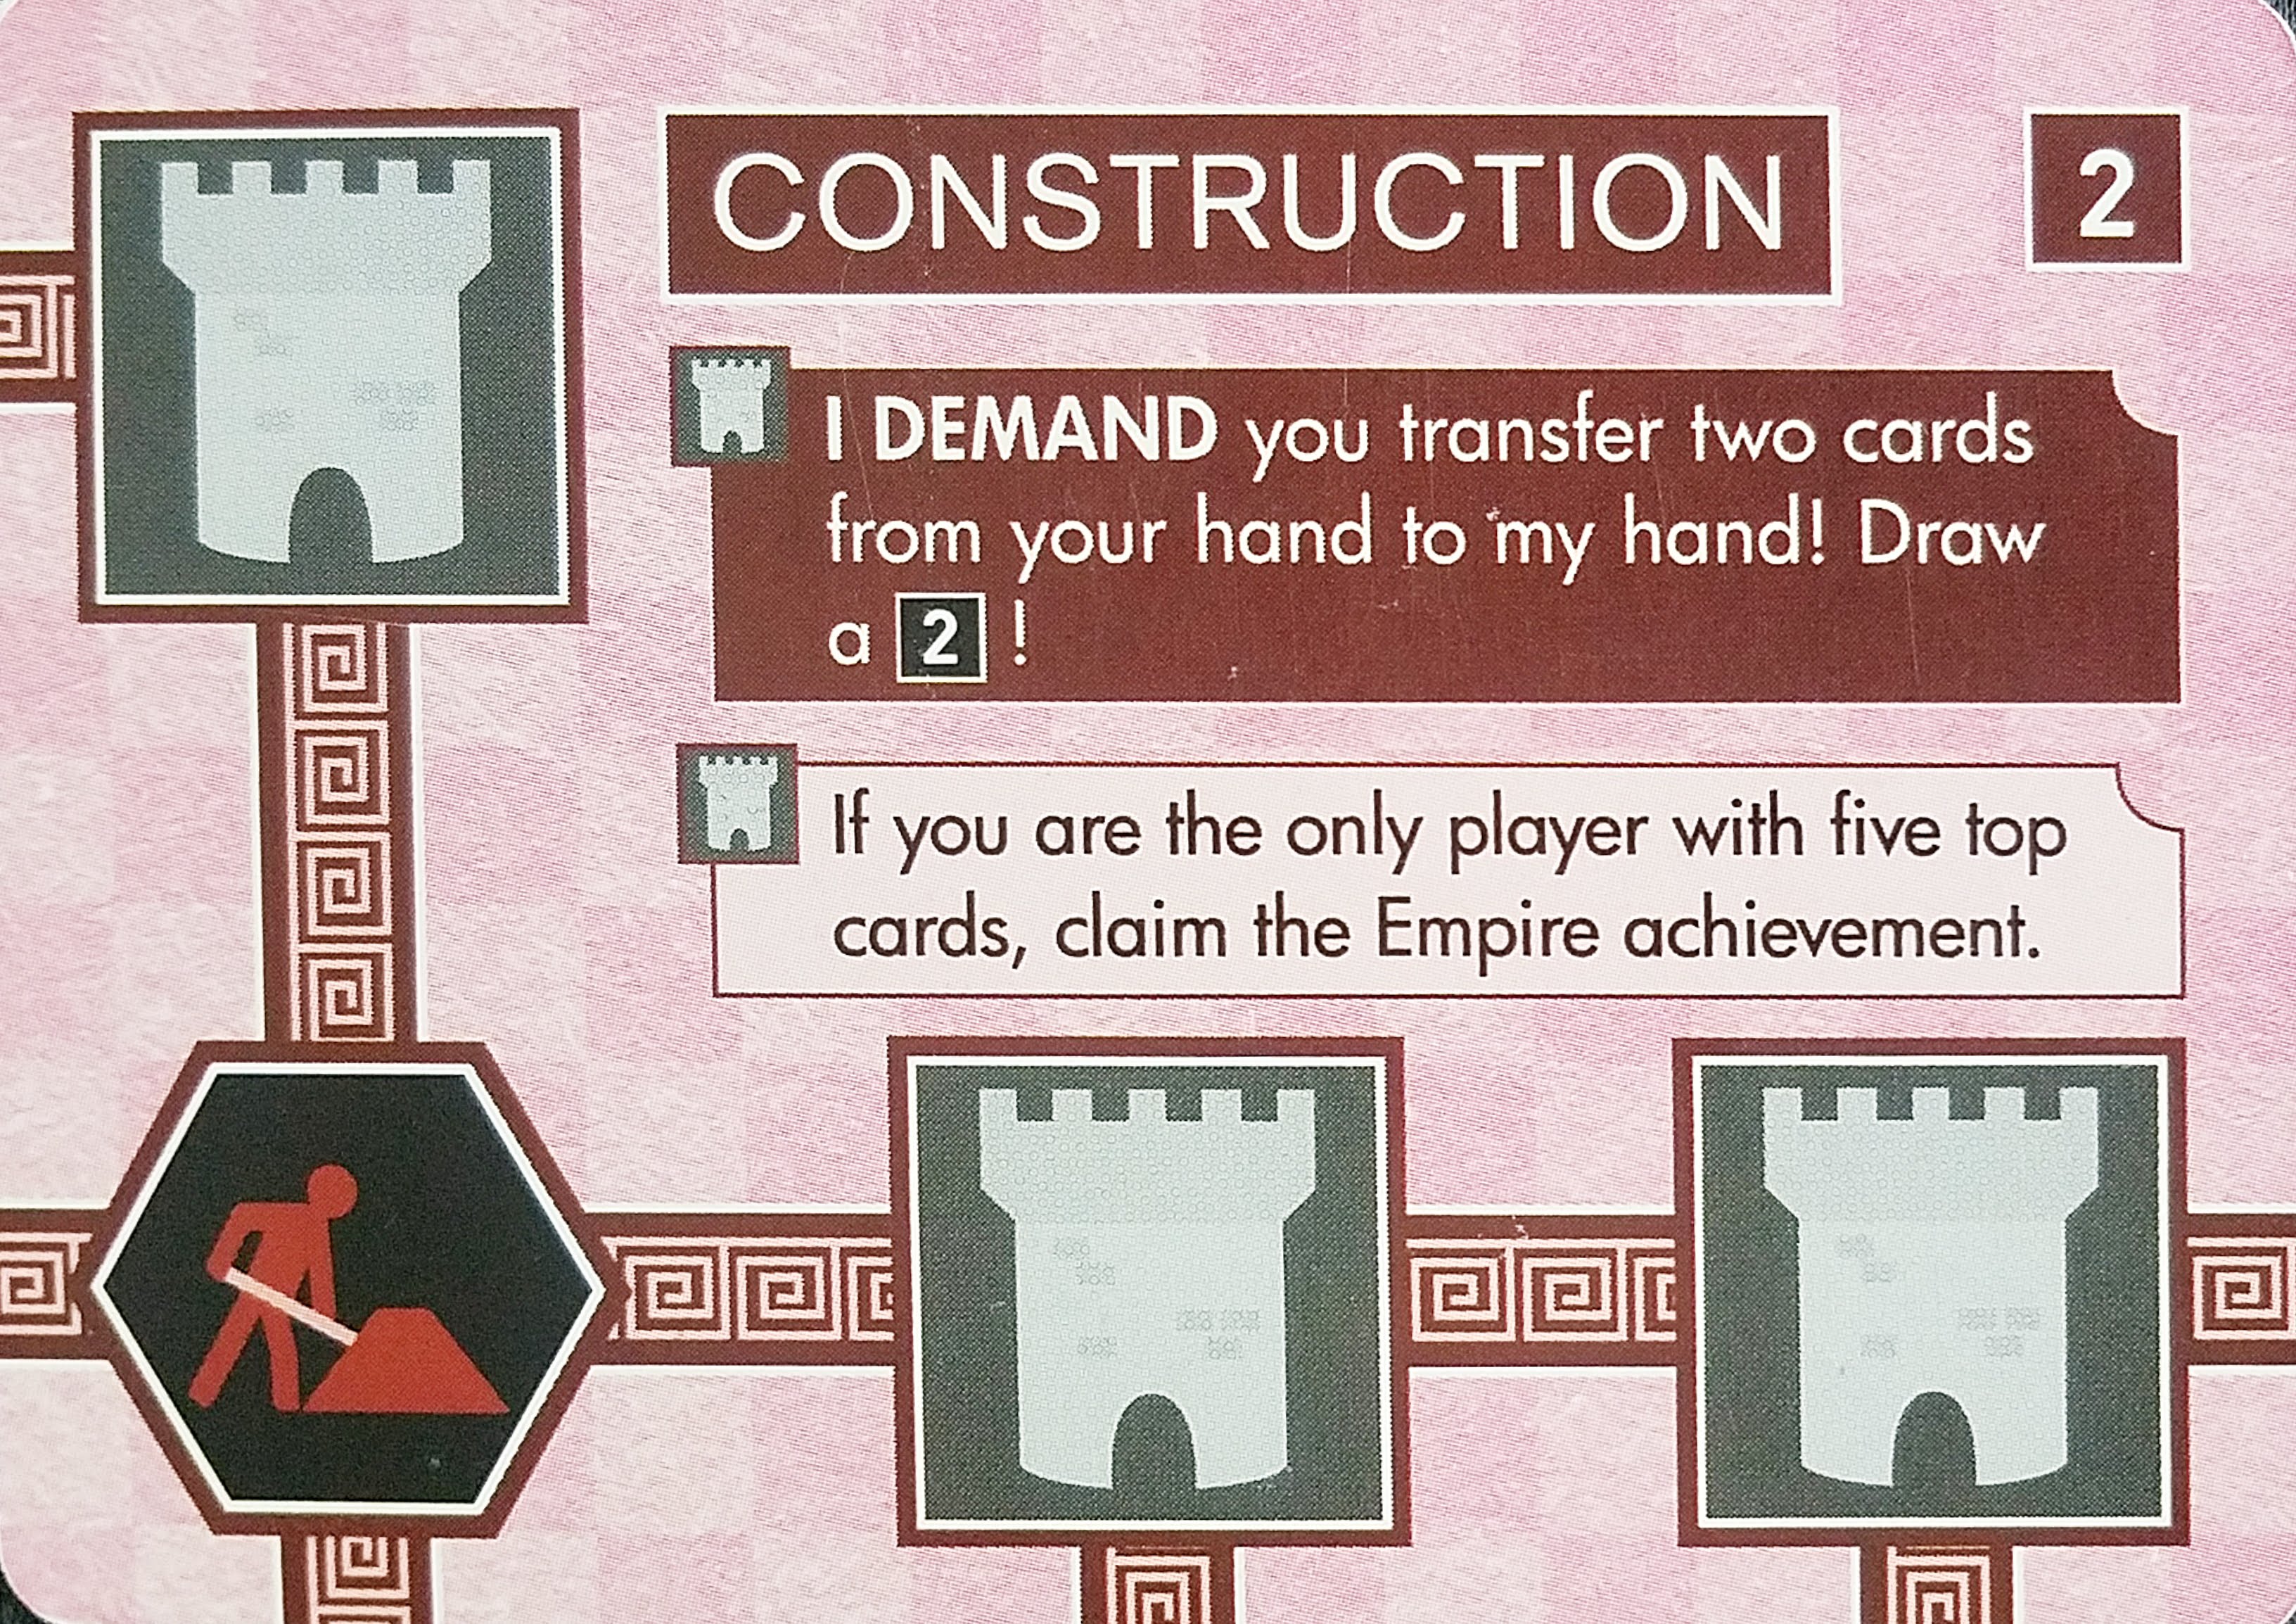 CONSTRUCTION
2
I DEMAND you transfer two cards
from your hand to my hand! Draw
a 2 !
If you are the only player with five top
cards, claim the Empire achievement.